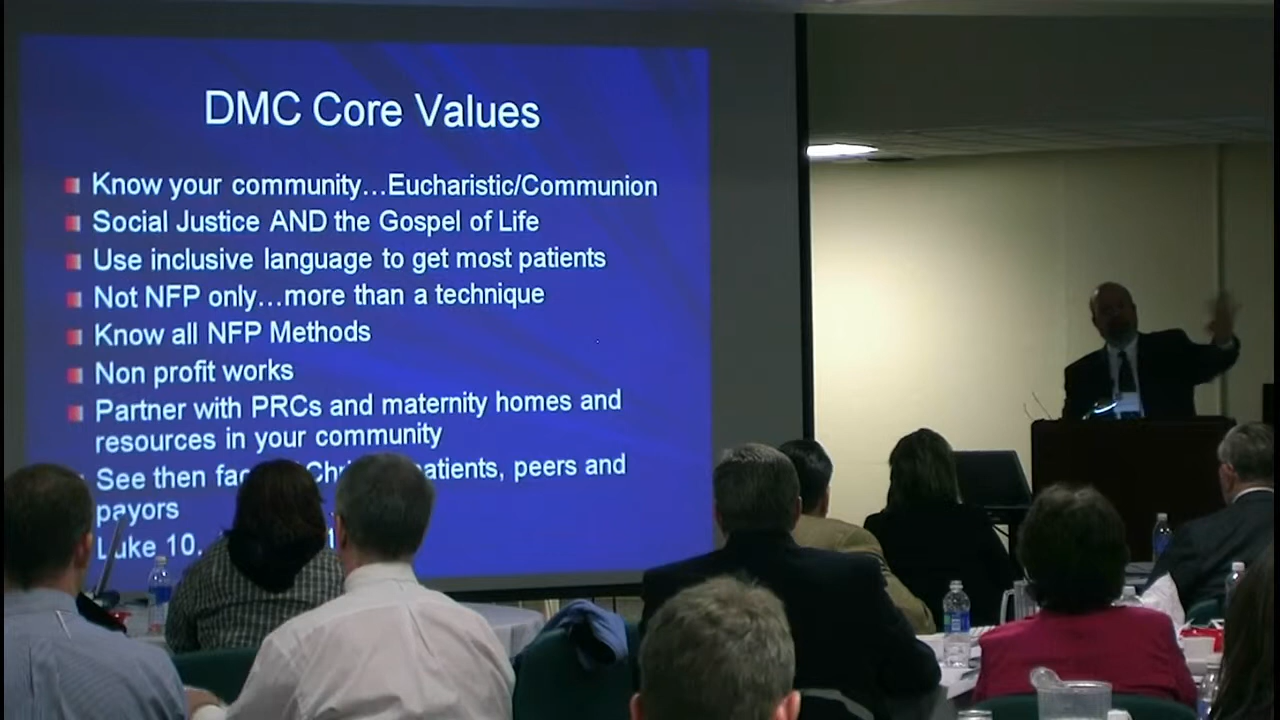 DMC Core Values
Know your community…Eucharistic/Communion
Social Justice AND the Gospel of Life
Use inclusive language to get most patients
Not NFP only…more than a technique
Know all NFP Methods
Non profit works
Partner with PRCs and maternity homes and
resources in your community
See then patients, peers and
payors
Luke 10.